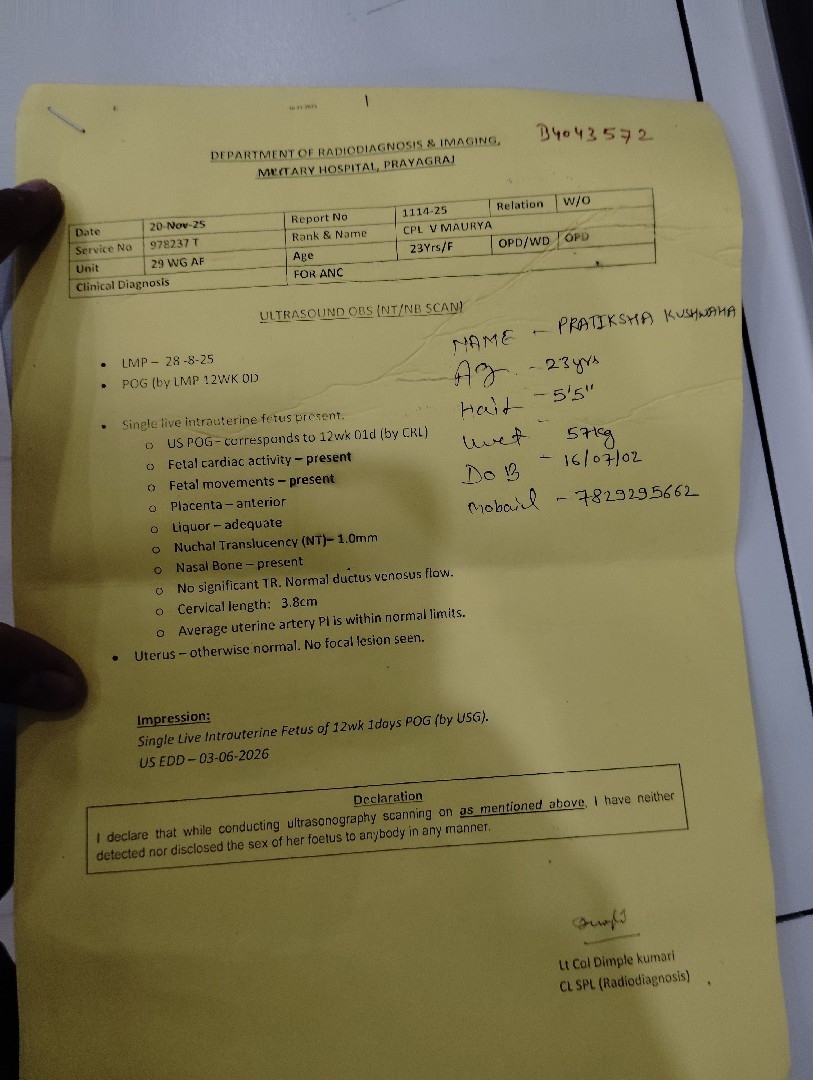 B4043572
DEPARTMENT OF RADIODIAGNOSIS & IMAGING,
MILITARY HOSPITAL, PRAYAGRAJ
Date 20-Nov-25 Report No 1114-25 Relation W/O
Service No 978237 T Rank & Name CPL V MAURYA
Unit 29 WG AF Age 23Yrs/F OPD/WD OPD
Clinical Diagnosis FOR ANC
ULTRASOUND OBS (NT/NB SCAN)
NAME - PRATIKSHA KUSHWAHA
Ag - 23yrs
Hait - 5'5"
57kg
DoB - 16/07/02
mobail - 7829295662
• LMP – 28 -8-25
• POG (by LMP 12WK 0D
• Single live intrauterine fetus present.
o US POG – corresponds to 12wk 01d (by CRL)
o Fetal cardiac activity – present
o Fetal movements – present
o Placenta – anterior
o Liquor – adequate
o Nuchal Translucency (NT)– 1.0mm
o Nasal Bone – present
o No significant TR. Normal ductus venosus flow.
o Cervical length: 3.8cm
o Average uterine artery PI is within normal limits.
• Uterus – otherwise normal. No focal lesion seen.
Impression:
Single Live Intrauterine Fetus of 12wk 1days POG (by USG).
US EDD – 03-06-2026
Declaration
I declare that while conducting ultrasonography scanning on as mentioned above, I have neither
detected nor disclosed the sex of her foetus to anybody in any manner.
Lt Col Dimple kumari
CL SPL (Radiodiagnosis)